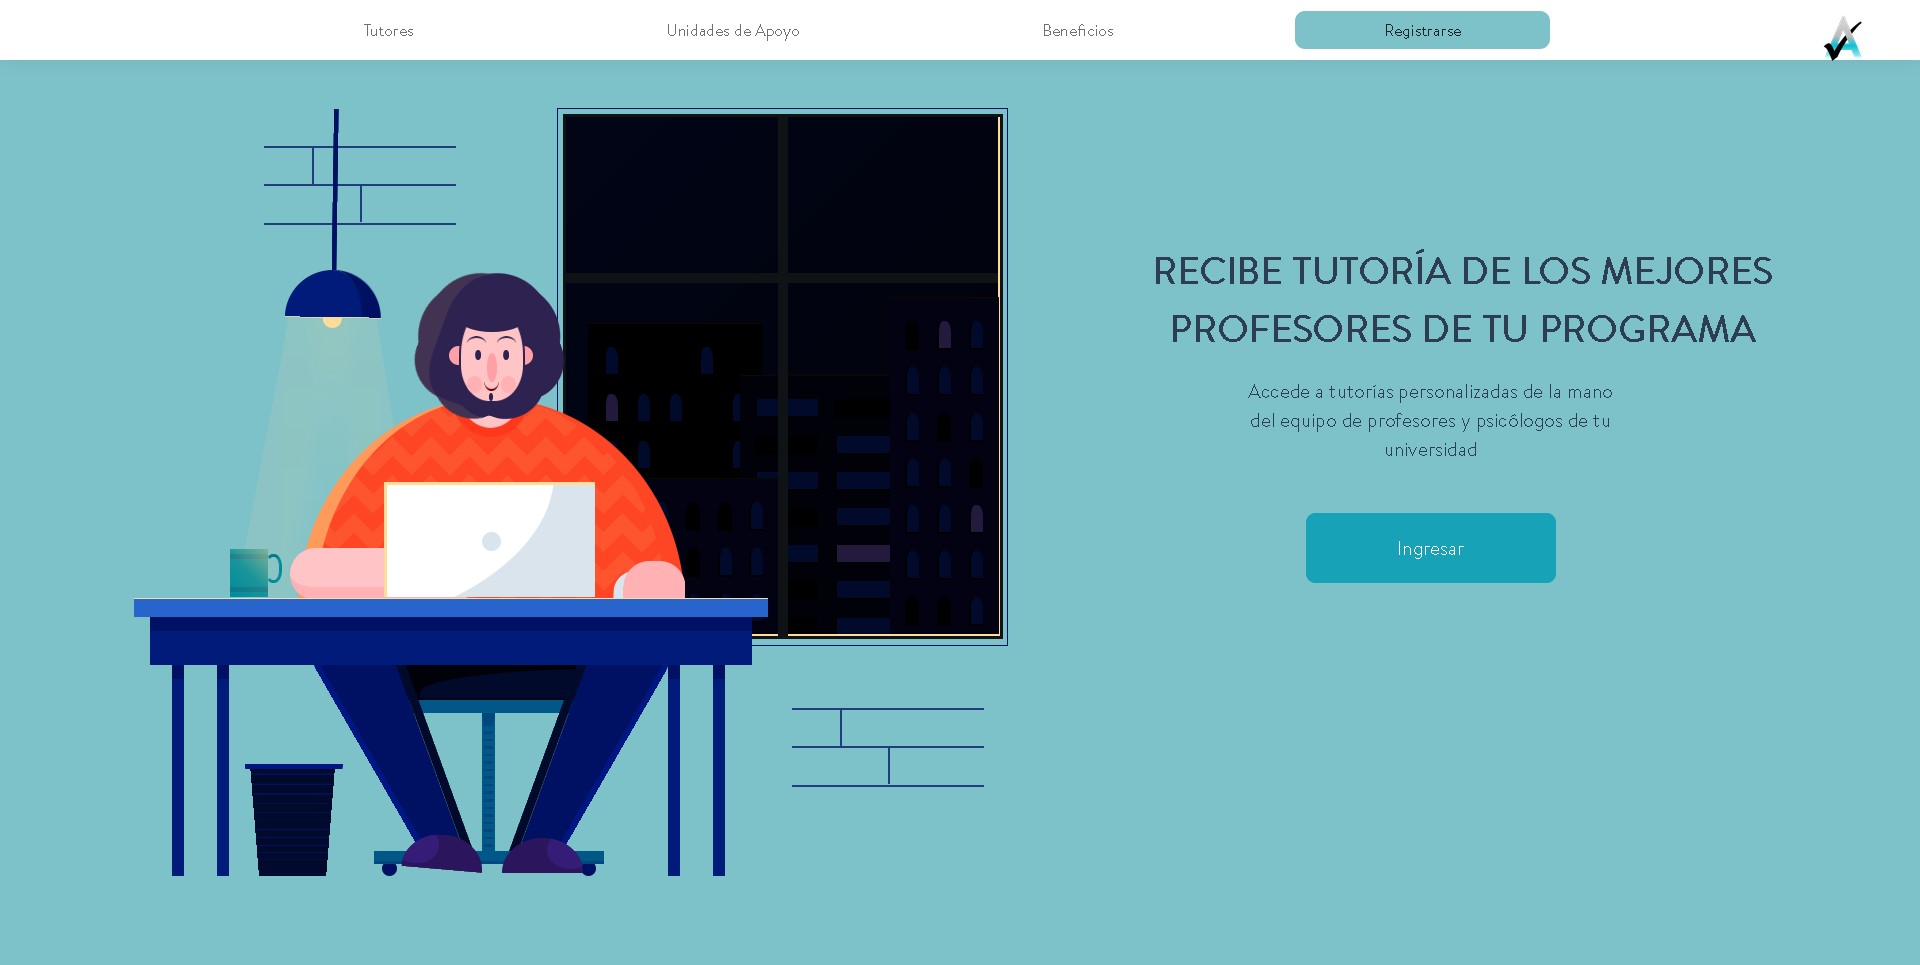 Tutores
Unidades de Apoyo
Beneficios
Registrarse
RECIBE TUTORÍA DE LOS MEJORES
PROFESORES DE TU PROGRAMA
Accede a tutorías personalizadas de la mano
del equipo de profesores y psicólogos de tu
universidad
Ingresar